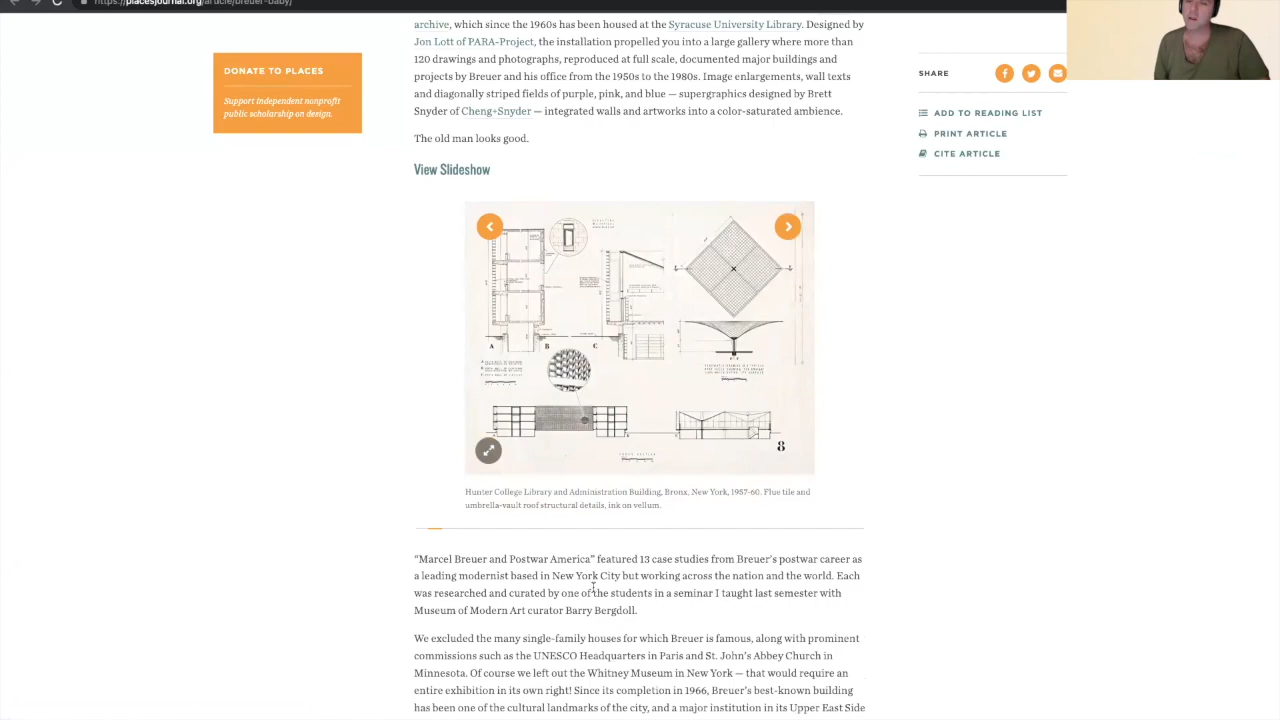 https://placesjournal.org/article/breuer-baby/
archive, which since the 1960s has been housed at the Syracuse University Library. Designed by
Jon Lott of PARA-Project, the installation propelled you into a large gallery where more than
120 drawings and photographs, reproduced at full scale, documented major buildings and
projects by Breuer and his office from the 1950s to the 1980s. Image enlargements, wall texts
and diagonally striped fields of purple, pink, and blue — supergraphics designed by Brett
Snyder of Cheng+Snyder — integrated walls and artworks into a color-saturated ambience.
The old man looks good.
View Slideshow
DONATE TO PLACES
Support independent nonprofit
public scholarship on design.
SHARE
ADD TO READING LIST
PRINT ARTICLE
CITE ARTICLE
A
B
C
8
Hunter College Library and Administration Building, Bronx, New York, 1957-60. Flue tile and
umbrella-vault roof structural details, ink on vellum.
“Marcel Breuer and Postwar America” featured 13 case studies from Breuer’s postwar career as
a leading modernist based in New York City but working across the nation and the world. Each
was researched and curated by one of the students in a seminar I taught last semester with
Museum of Modern Art curator Barry Bergdoll.
We excluded the many single-family houses for which Breuer is famous, along with prominent
commissions such as the UNESCO Headquarters in Paris and St. John’s Abbey Church in
Minnesota. Of course we left out the Whitney Museum in New York — that would require an
entire exhibition in its own right! Since its completion in 1966, Breuer’s best-known building
has been one of the cultural landmarks of the city, and a major institution in its Upper East Side